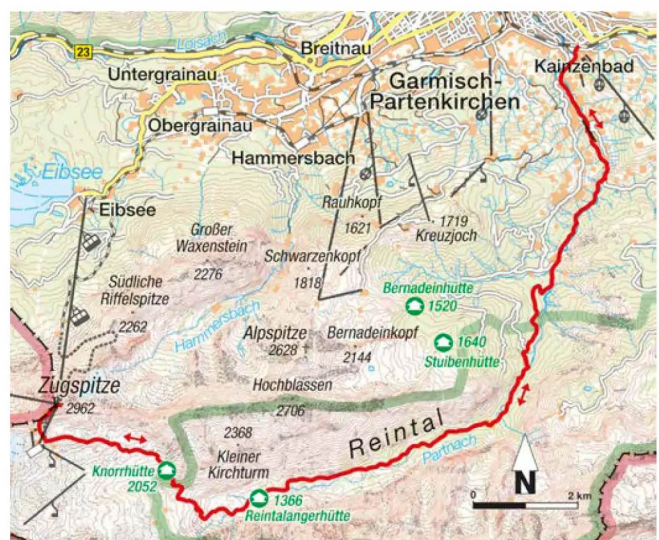 Loisach
23
Breitnau
Kainzenbad
Untergrainau
Garmisch-
Partenkirchen
Obergrainau
Hammersbach
Eibsee
Eibsee
Rauhkopf
1621
1719
Kreuzjoch
Großer
Waxenstein
2276
Schwarzenkopf
1818
Südliche
Riffelspitze
2262
Hammersbach
Bernadeinhütte
1520
Alpspitze
2628
Bernadeinkopf
2144
1640
Stuibenhütte
Zugspitze
2962
Hochblassen
2706
2368
Kleiner
Kirchturm
Reintal
Partnach
Knorrhütte
2052
1366
Reintalangerhütte
N
0
2 km